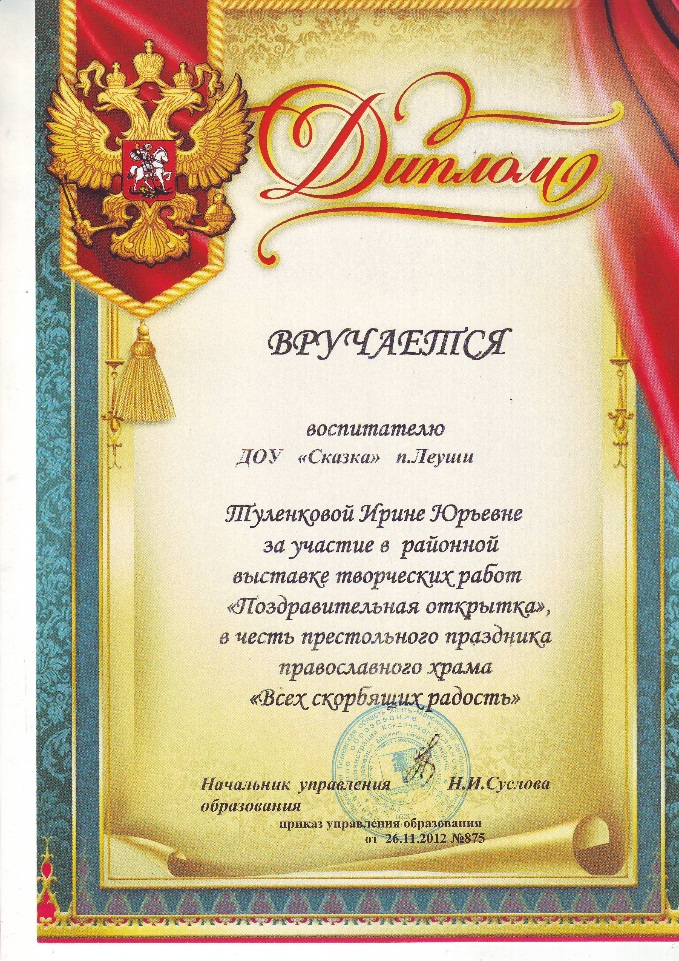 Диплом
ВРУЧАЕТСЯ
воспитателю
ДОУ «Сказка» п.Леуши
Туленковой Ирине Юрьевне
за участие в районной
выставке творческих работ
«Поздравительная открытка»,
в честь престольного праздника
православного храма
«Всех скорбящих радость»
Начальник управления Н.И.Суслова
образования
приказ управления образования
от 26.11.2012 №875